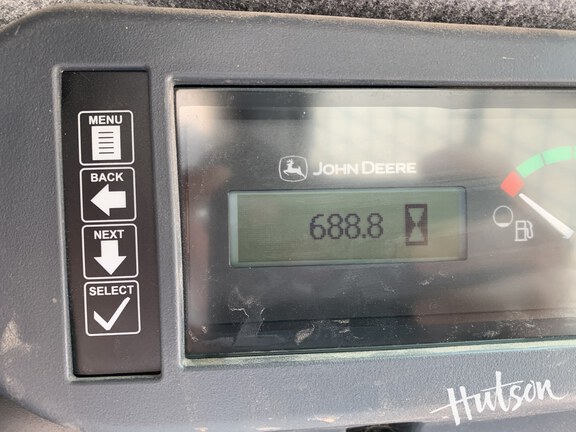 MENU
BACK
NEXT
SELECT
JOHN DEERE
688.8
Hutson